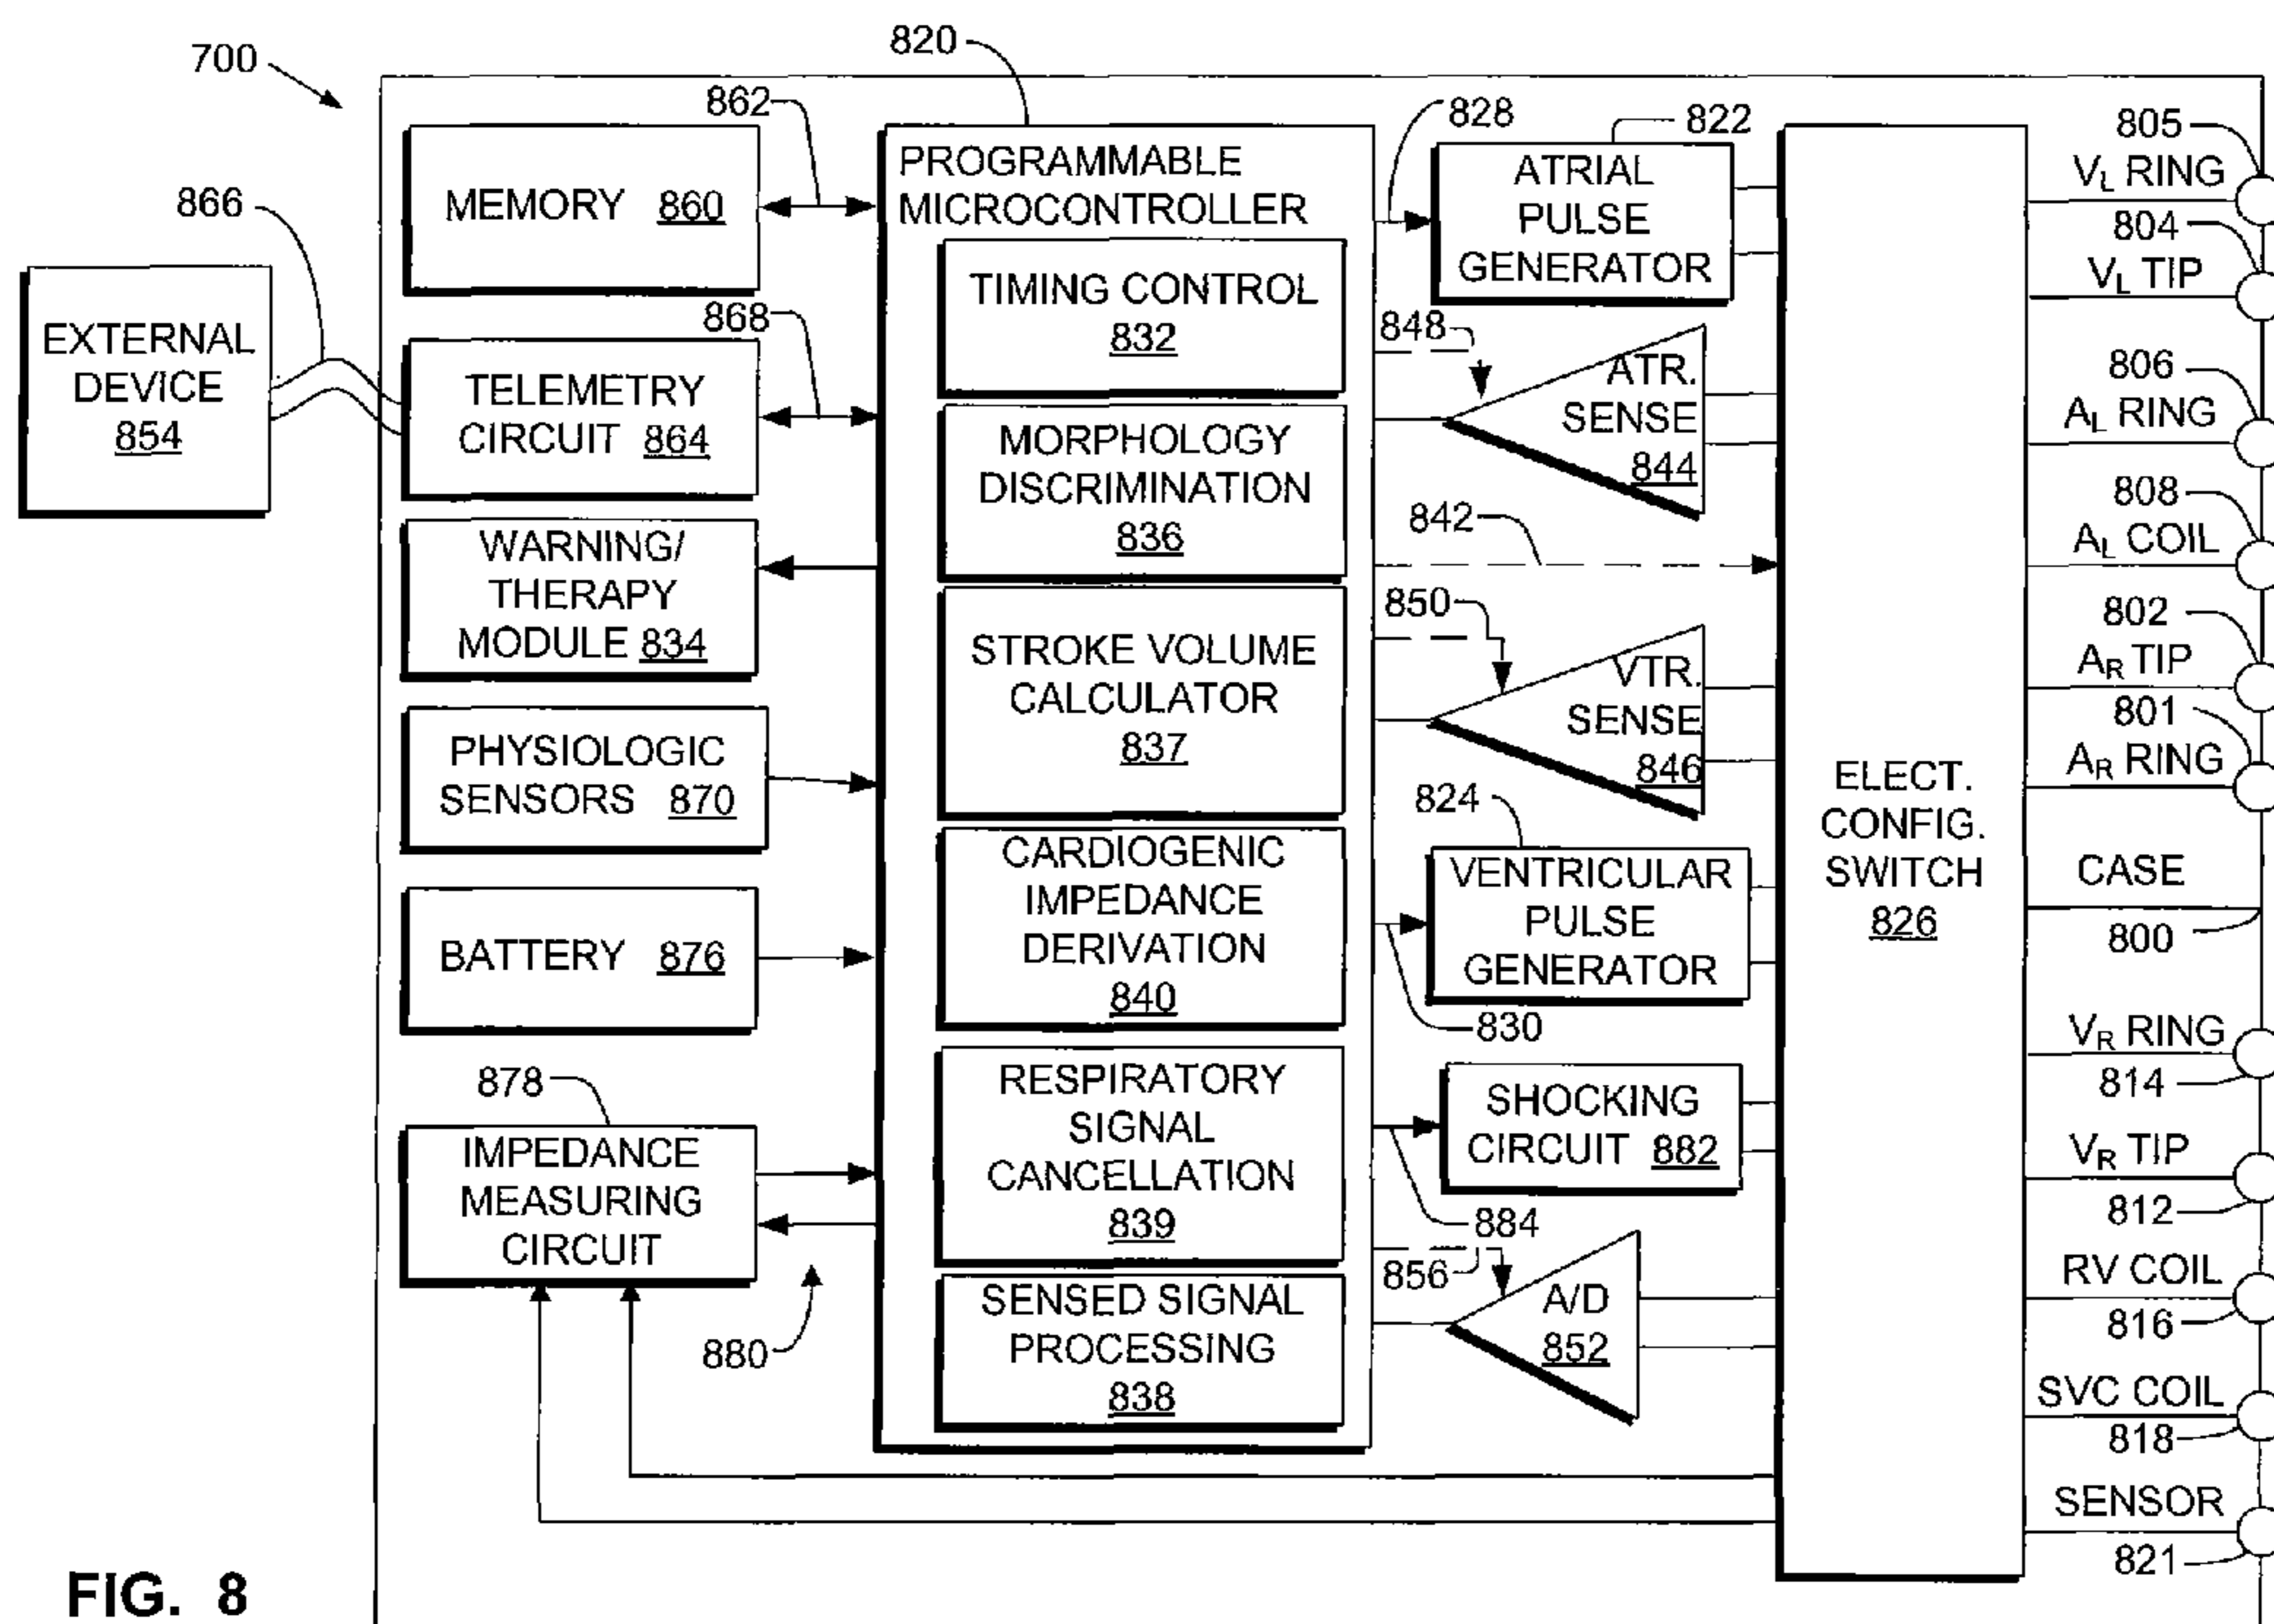 700
820
862
866
EXTERNAL
DEVICE
854
MEMORY 860
868
TELEMETRY
CIRCUIT 864
WARNING/
THERAPY
MODULE 834
PHYSIOLOGIC
SENSORS 870
BATTERY 876
878
IMPEDANCE
MEASURING
CIRCUIT
880
PROGRAMMABLE
MICROCONTROLLER
TIMING CONTROL
832
MORPHOLOGY
DISCRIMINATION
836
STROKE VOLUME
CALCULATOR
837
CARDIOGENIC
IMPEDANCE
DERIVATION
840
RESPIRATORY
SIGNAL
CANCELLATION
839
SENSED SIGNAL
PROCESSING
838
828
822
ATRIAL
PULSE
GENERATOR
848
ATR.
SENSE
844
842
850
VTR.
SENSE
846
824
VENTRICULAR
PULSE
GENERATOR
830
SHOCKING
CIRCUIT 882
884
856
A/D
852
ELECT.
CONFIG.
SWITCH
826
805
VL RING
804
VL TIP
806
AL RING
808
AL COIL
802
AR TIP
801
AR RING
CASE
800
VR RING
814
VR TIP
812
RV COIL
816
SVC COIL
818
SENSOR
821
FIG. 8